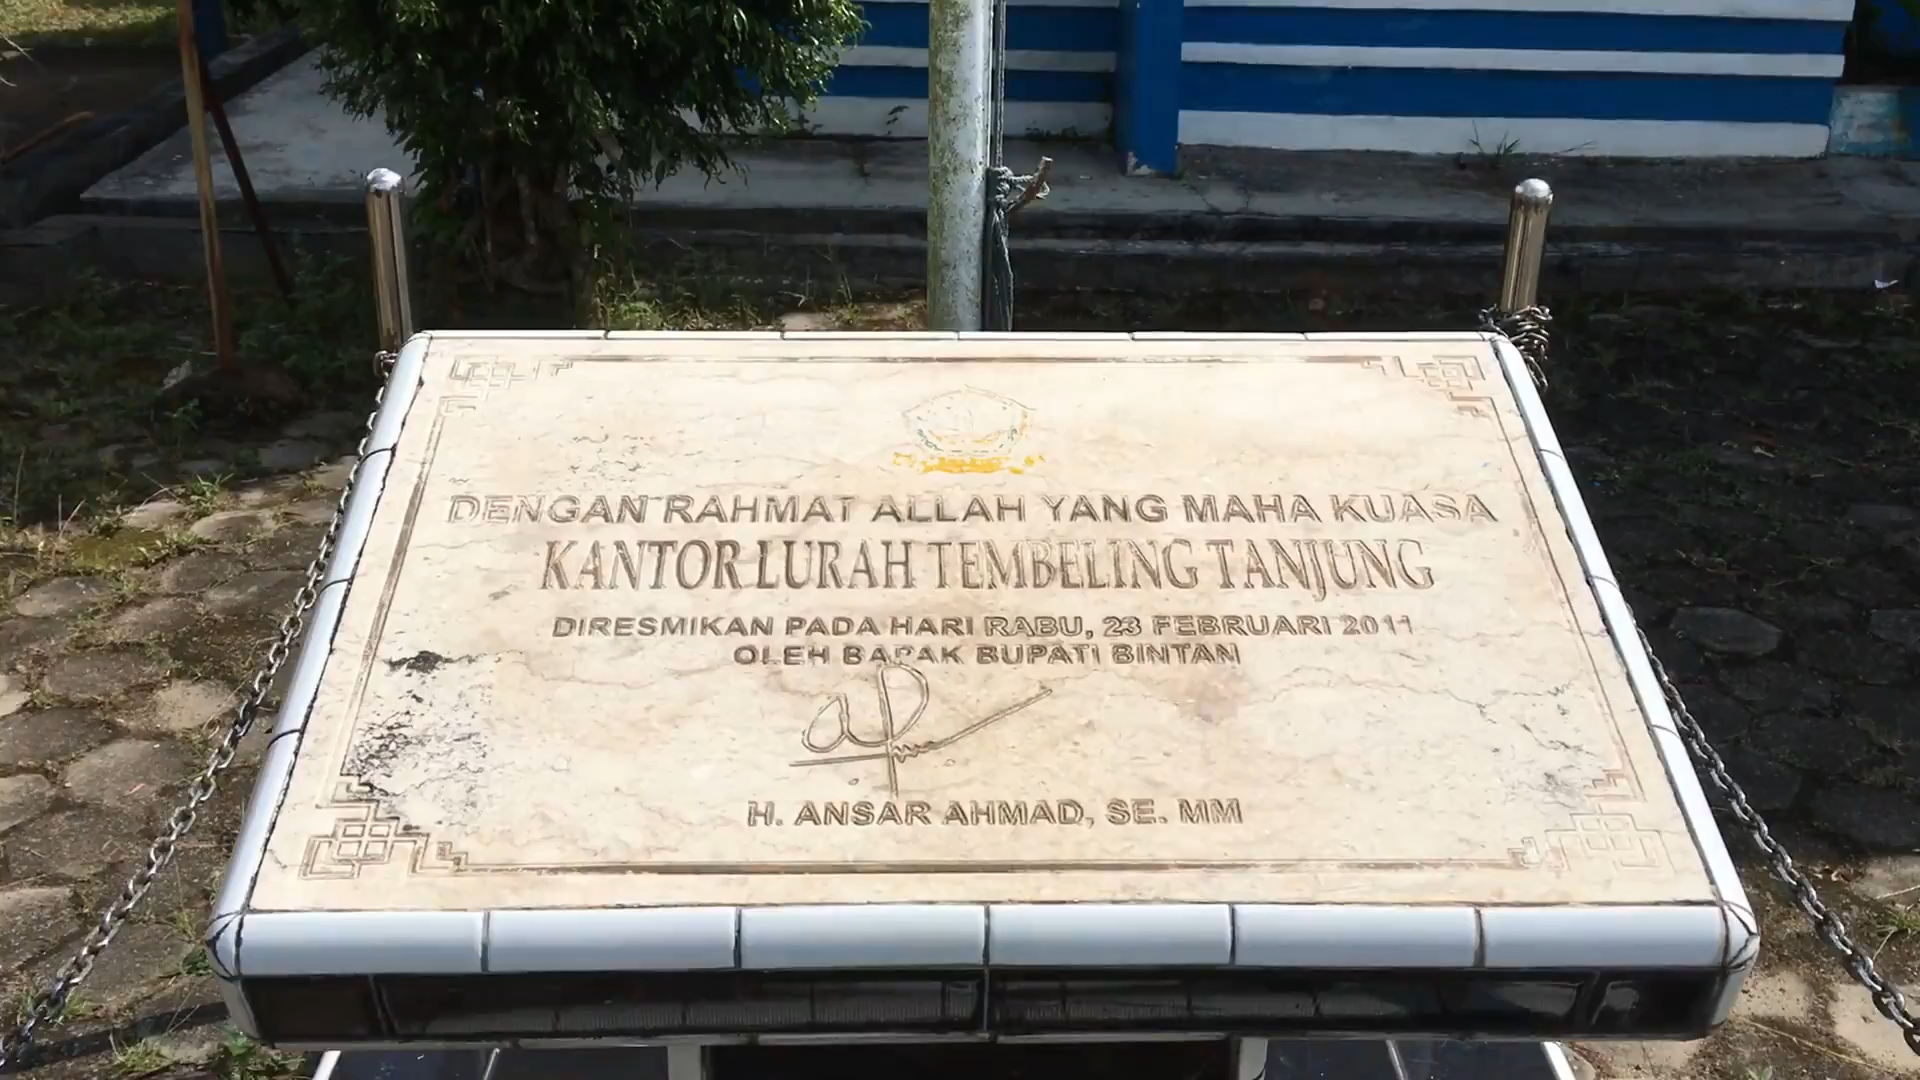 DENGAN RAHMAT ALLAH YANG MAHA KUASA
KANTOR LURAH TEMBELING TANJUNG
DIRESMIKAN PADA HARI RABU, 23 FEBRUARI 2011
OLEH BAPAK BUPATI BINTAN
H. ANSAR AHMAD, SE. MM